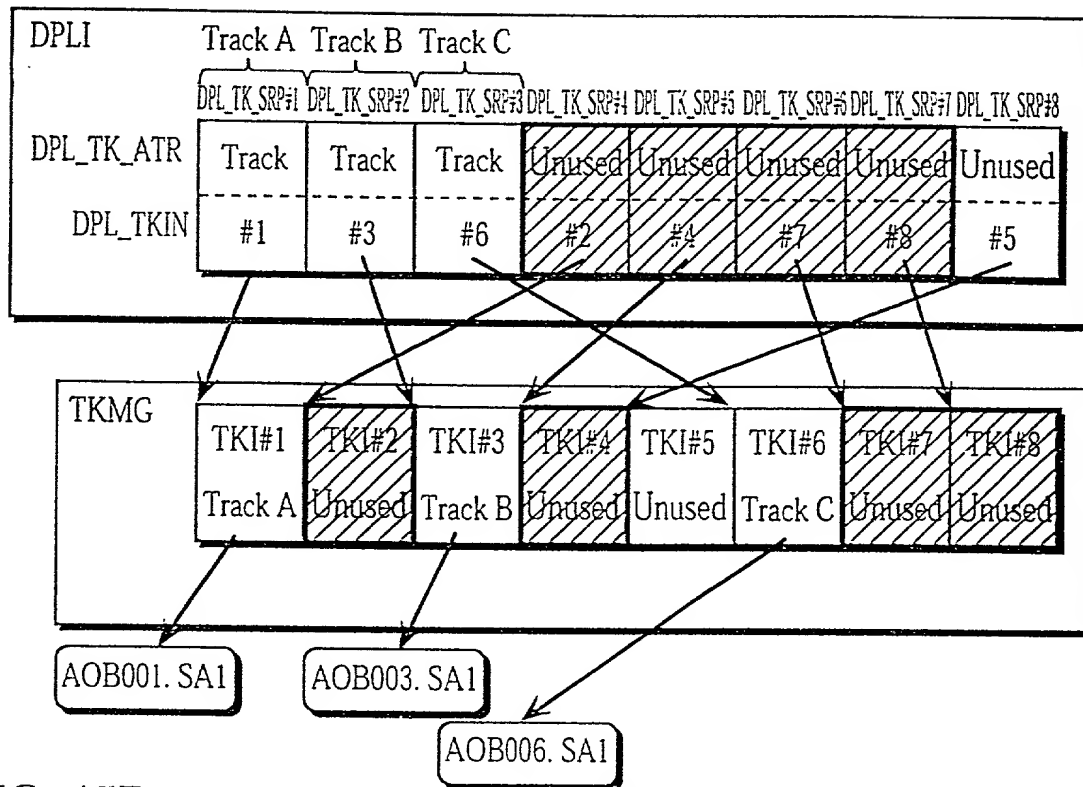 DPLI
Track A Track B Track C
DPL_TK_SRP#1 DPL_TK_SRP#2 DPL_TK_SRP#3 DPL_TK_SRP#4 DPL_TK_SRP#5 DPL_TK_SRP#6 DPL_TK_SRP#7 DPL_TK_SRP#8
DPL_TK_ATR Track Track Track Unused Unused Unused Unused Unused
DPL_TKIN #1 #3 #6 #2 #4 #7 #8 #5
TKMG
TKI#1 TKI#2 TKI#3 TKI#4 TKI#5 TKI#6 TKI#7 TKI#8
Track A Unused Track B Unused Unused Track C Unused Unused
AOB001. SA1 AOB003. SA1
AOB006. SA1